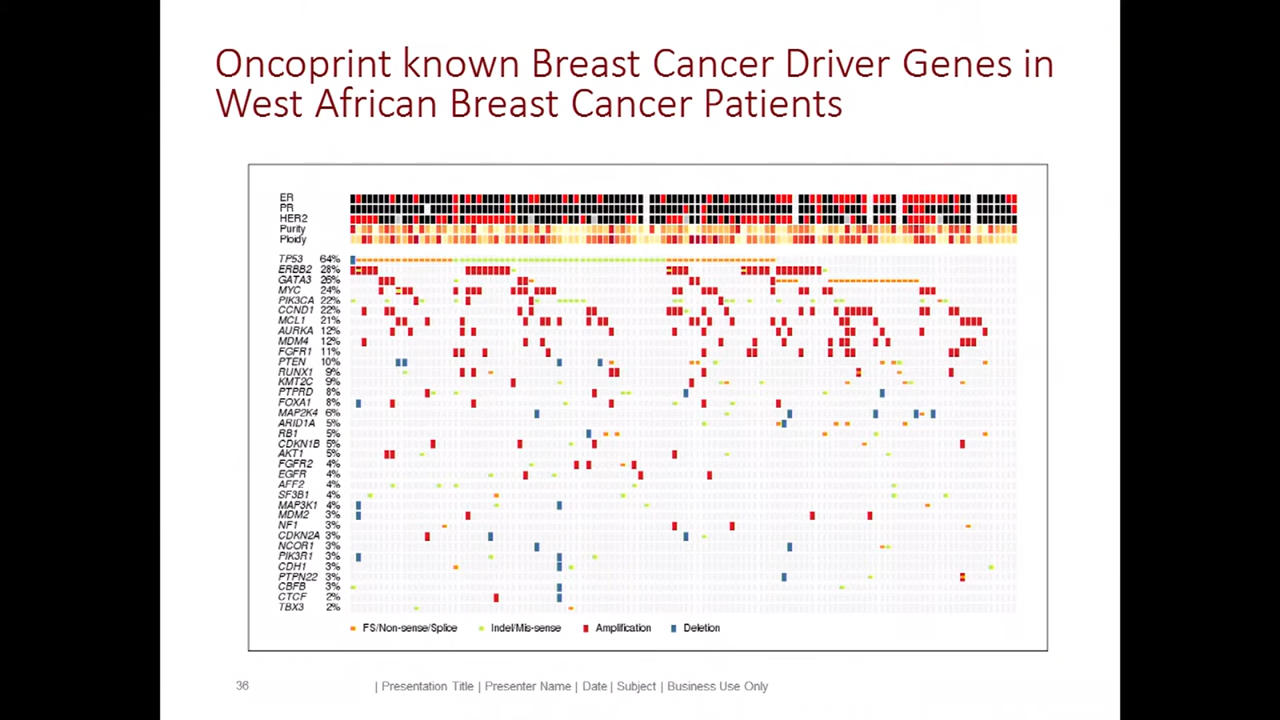 Oncoprint known Breast Cancer Driver Genes in
West African Breast Cancer Patients
ER
PR
HER2
Purity
Ploidy
TP53 64%
ERBB2 28%
GATA3 26%
MYC 24%
PIK3CA 22%
CCND1 22%
MCL1 21%
AURKA 12%
MDM4 12%
FGFR1 11%
PTEN 10%
RUNX1 9%
KMT2C 9%
PTPRD 8%
FOXA1 8%
MAP2K4 6%
ARID1A 5%
RB1 5%
CDKN1B 5%
AKT1 5%
FGFR2 4%
EGFR 4%
AFF2 4%
SF3B1 4%
MAP3K1 4%
MDM2 3%
NF1 3%
CDKN2A 3%
NCOR1 3%
PIK3R1 3%
CDH1 3%
PTPN22 3%
CBFB 3%
CTCF 2%
TBX3 2%
FS/Non-sense/Splice Indel/Mis-sense Amplification Deletion
36 | Presentation Title | Presenter Name | Date | Subject | Business Use Only